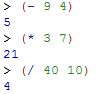 > (- 9 4)
5
> (* 3 7)
21
> (/ 40 10)
4